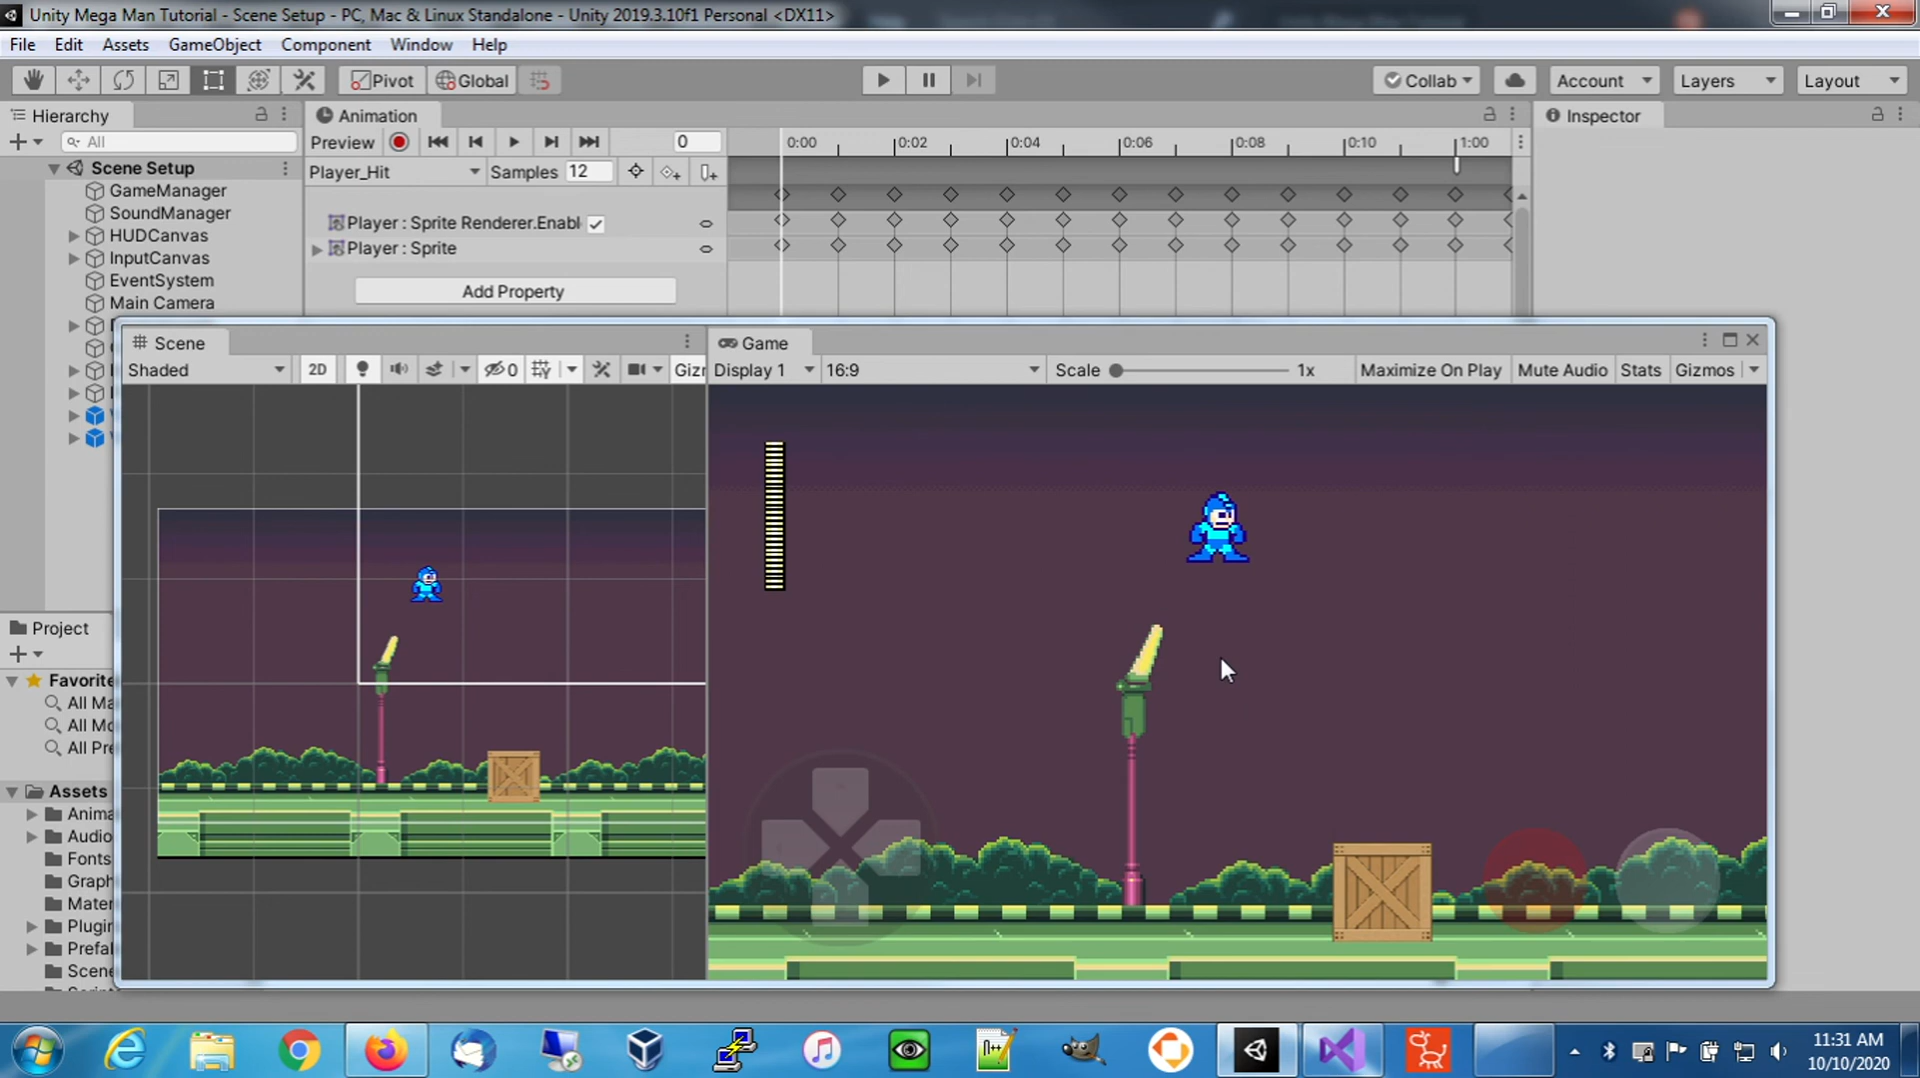 Unity Mega Man Tutorial - Scene Setup - PC, Mac & Linux Standalone - Unity 2019.3.10f1 Personal <DX11>
File Edit Assets GameObject Component Window Help
Pivot Global Collab Account Layers Layout
Hierarchy Animation Inspector
All Preview 0 0:00 0:02 0:04 0:06 0:08 0:10 1:00
Scene Setup Player_Hit Samples 12
GameManager
SoundManager Player : Sprite Renderer.Enabl
HUDCanvas Player : Sprite
InputCanvas
EventSystem Add Property
Main Camera
Scene Game
Shaded 2D 0 Giz Display 1 16:9 Scale 1x Maximize On Play Mute Audio Stats Gizmos
Project
Favorite
All Ma
All Mo
All Pre
Assets
Anima
Audio
Fonts
Graph
Mater
Plugin
Prefal
Scene
11:31 AM
10/10/2020